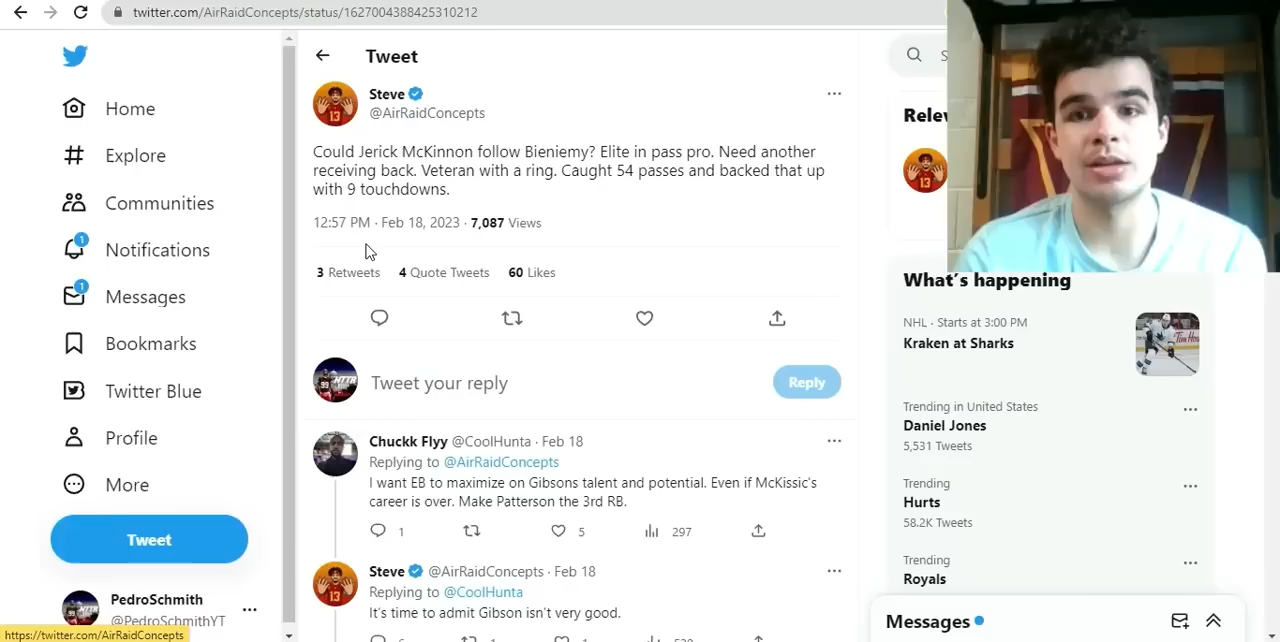 twitter.com/AirRaidConcepts/status/1627004388425310212
Home
Explore
Communities
1
Notifications
1
Messages
Bookmarks
Twitter Blue
Profile
More
Tweet
PedroSchmith
@PedroSchmithYT
https://twitter.com/AirRaidConcepts
Tweet
Steve
@AirRaidConcepts
Could Jerick McKinnon follow Bieniemy? Elite in pass pro. Need another
receiving back. Veteran with a ring. Caught 54 passes and backed that up
with 9 touchdowns.
12:57 PM · Feb 18, 2023 · 7,087 Views
3 Retweets 4 Quote Tweets 60 Likes
Tweet your reply
Reply
Chuckk Flyy @CoolHunta · Feb 18
Replying to @AirRaidConcepts
I want EB to maximize on Gibsons talent and potential. Even if McKissic's
career is over. Make Patterson the 3rd RB.
1 5 297
Steve @AirRaidConcepts · Feb 18
Replying to @CoolHunta
It's time to admit Gibson isn't very good.
What's happening
NHL · Starts at 3:00 PM
Kraken at Sharks
Trending in United States
Daniel Jones
5,531 Tweets
Trending
Hurts
58.2K Tweets
Trending
Royals
Messages